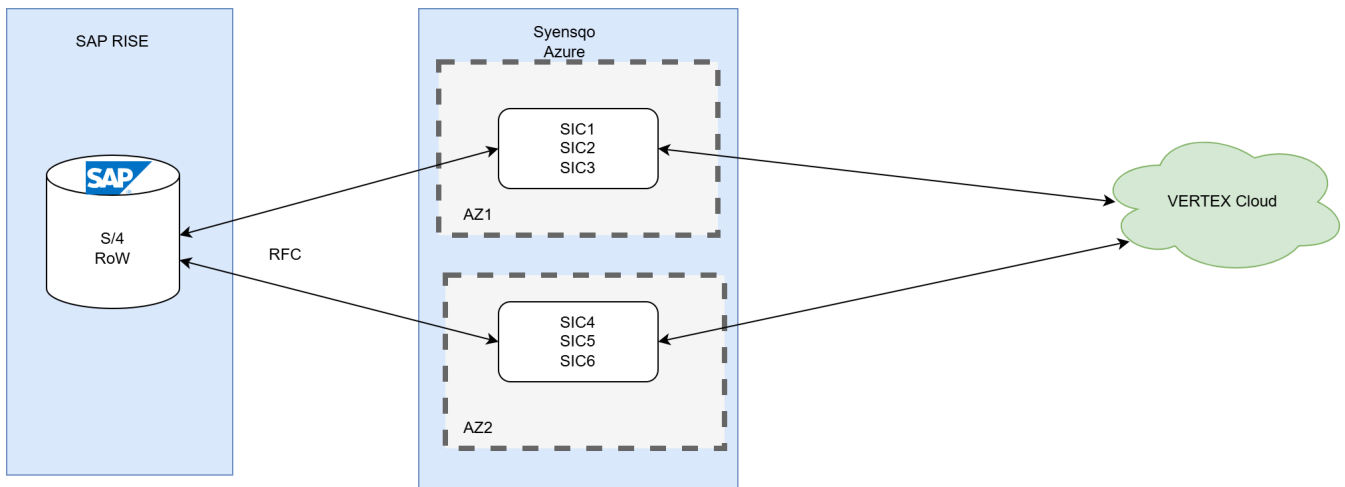 SAP RISE
SAP
S/4
RoW
RFC
Syensqo
Azure
SIC1
SIC2
SIC3
AZ1
SIC4
SIC5
SIC6
AZ2
VERTEX Cloud